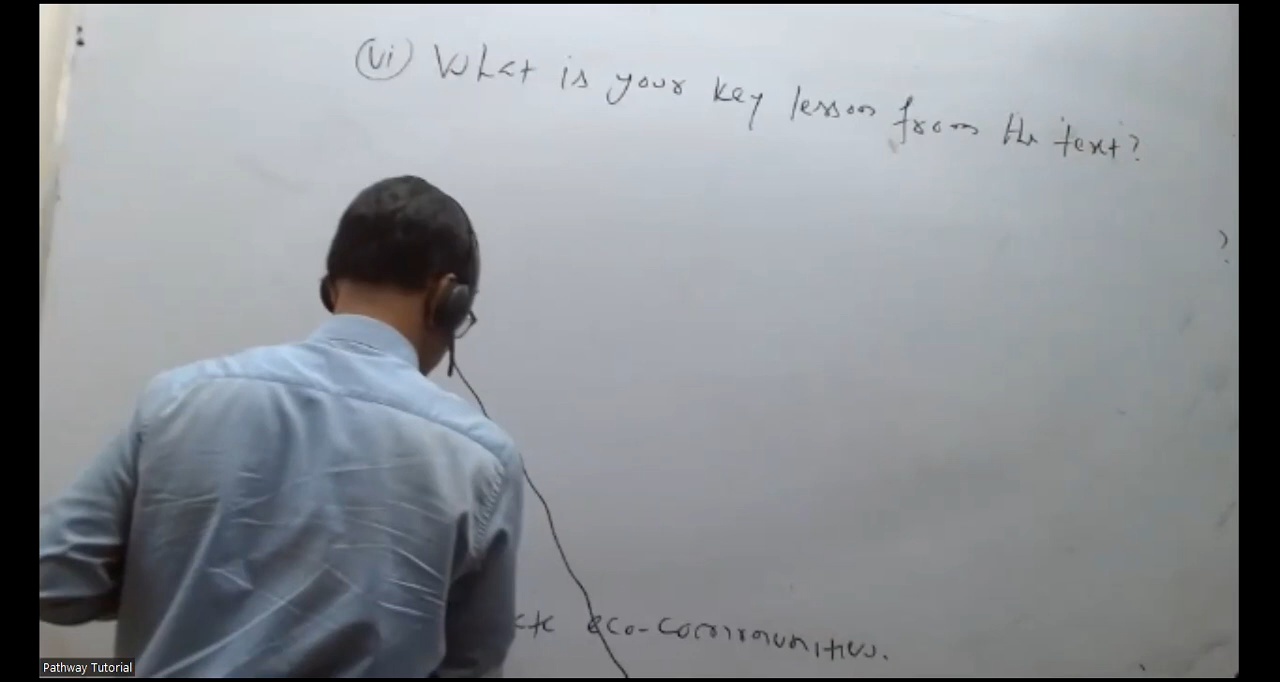 (vi) What is your key lesson from the text?
?
eco-communities.
Pathway Tutorial